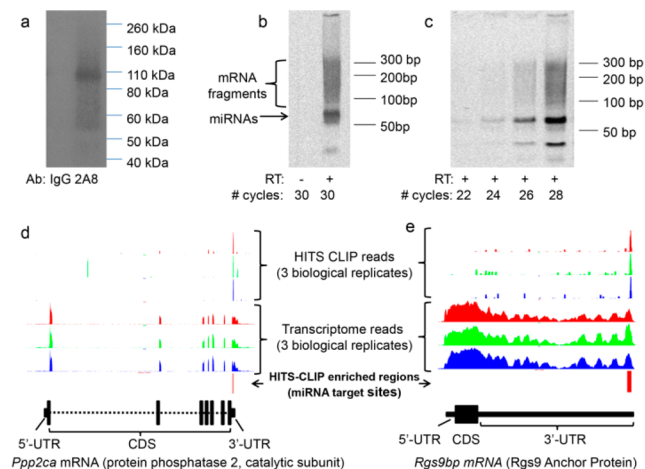 a
260 kDa
160 kDa
110 kDa
80 kDa
60 kDa
50 kDa
40 kDa
Ab: IgG 2A8
b
mRNA
fragments
miRNAs
300 bp
200bp
100bp
50bp
RT: - +
# cycles: 30 30
c
300 bp
200 bp
100 bp
50 bp
RT: + + + +
# cycles: 22 24 26 28
d
e
HITS CLIP reads
(3 biological replicates)
Transcriptome reads
(3 biological replicates)
HITS-CLIP enriched regions
(miRNA target sites)
5'-UTR CDS 3'-UTR
Ppp2ca mRNA (protein phosphatase 2, catalytic subunit)
5'-UTR CDS 3'-UTR
Rgs9bp mRNA (Rgs9 Anchor Protein)